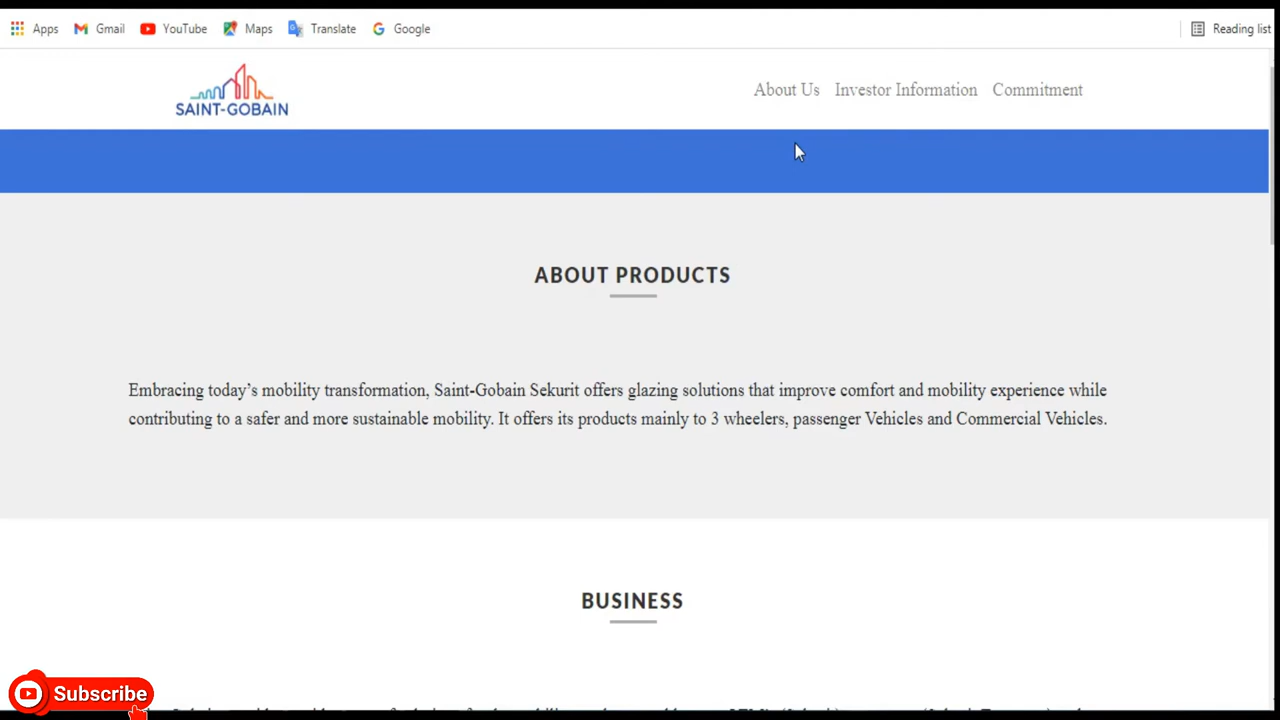 Apps Gmail YouTube Maps Translate Google Reading list
SAINT-GOBAIN
About Us Investor Information Commitment
ABOUT PRODUCTS
Embracing today’s mobility transformation, Saint-Gobain Sekurit offers glazing solutions that improve comfort and mobility experience while
contributing to a safer and more sustainable mobility. It offers its products mainly to 3 wheelers, passenger Vehicles and Commercial Vehicles.
BUSINESS
Subscribe